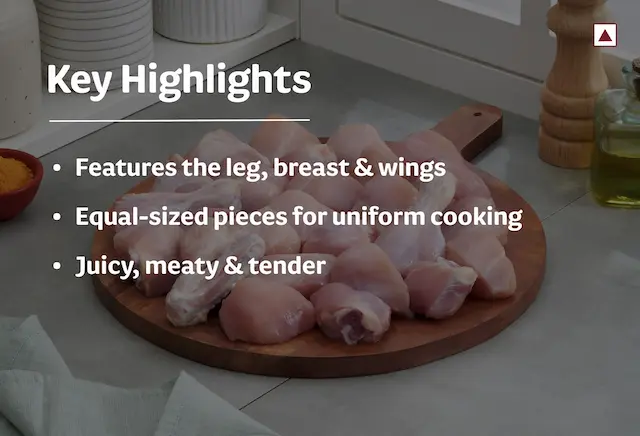 Key Highlights
• Features the leg, breast & wings
• Equal-sized pieces for uniform cooking
• Juicy, meaty & tender